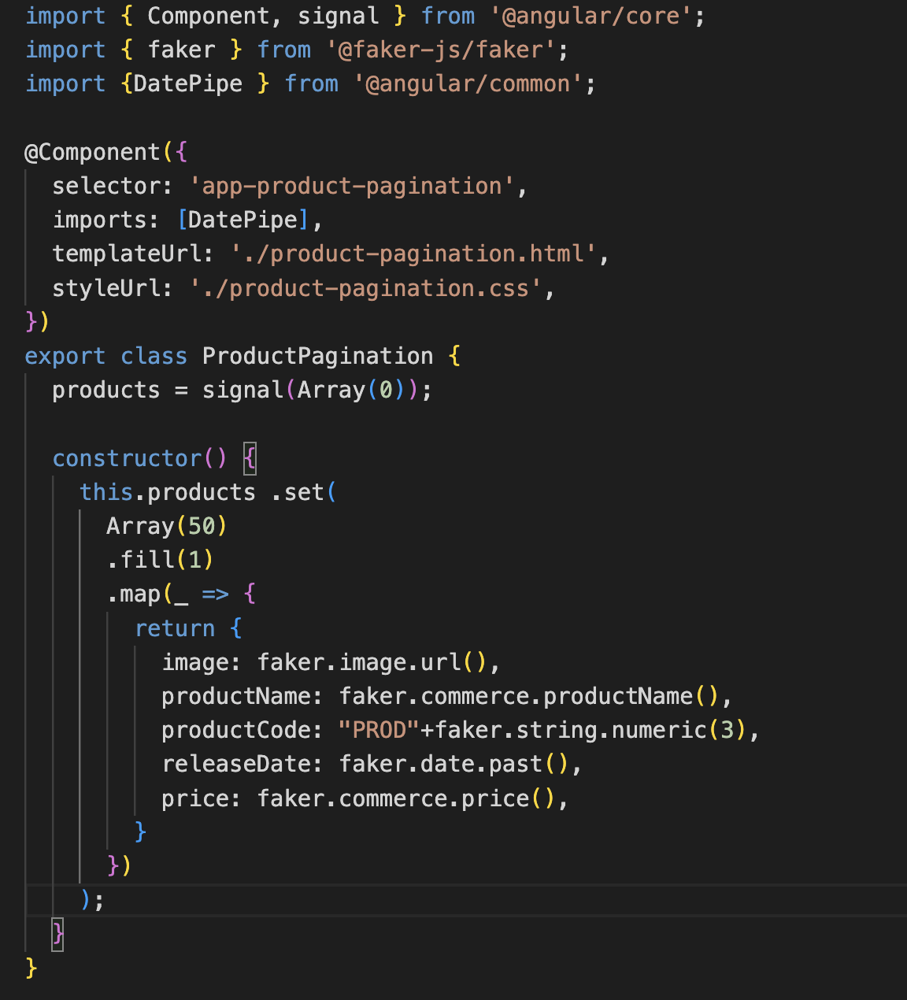 import { Component, signal } from '@angular/core';
import { faker } from '@faker-js/faker';
import {DatePipe } from '@angular/common';
@Component({
  selector: 'app-product-pagination',
  imports: [DatePipe],
  templateUrl: './product-pagination.html',
  styleUrl: './product-pagination.css',
})
export class ProductPagination {
  products = signal(Array(0));
  constructor() {
    this.products .set(
      Array(50)
      .fill(1)
      .map(_ => {
        return {
          image: faker.image.url(),
          productName: faker.commerce.productName(),
          productCode: "PROD"+faker.string.numeric(3),
          releaseDate: faker.date.past(),
          price: faker.commerce.price(),
        }
      })
    );
  }
}